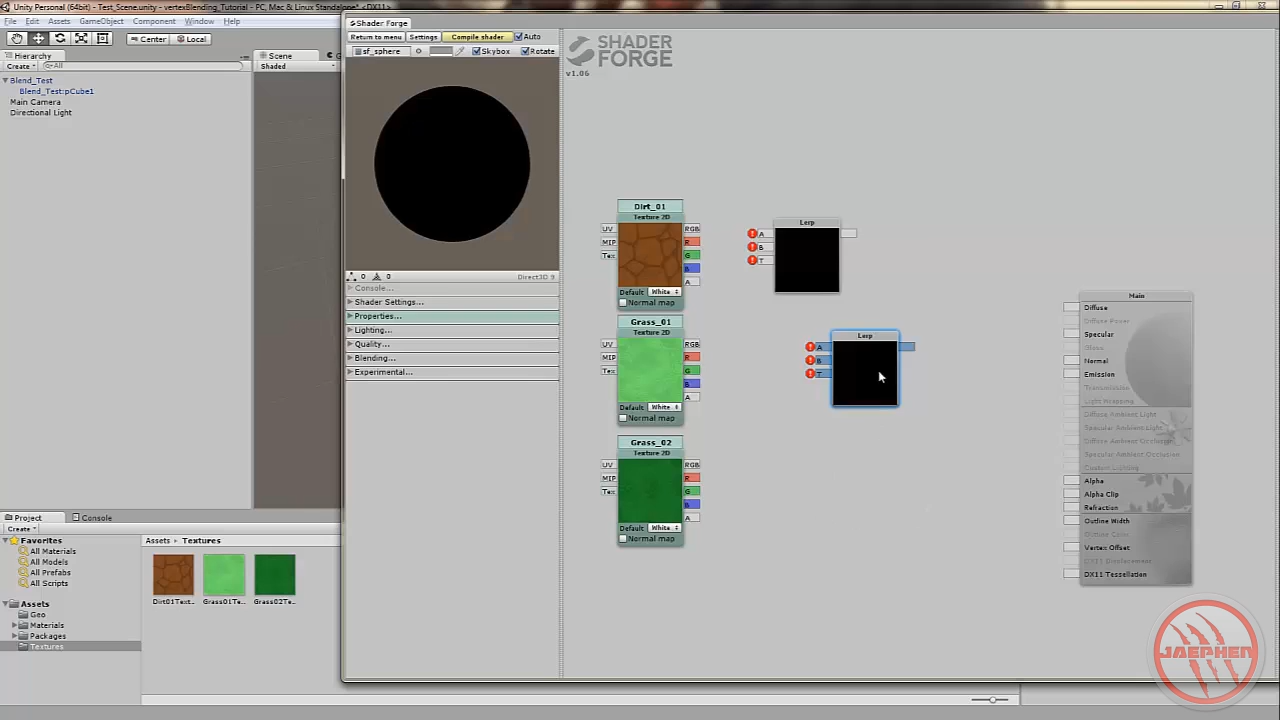 Unity Personal (64bit) - Test_Scene.unity - vertexBlending_Tutorial - PC, Mac & Linux Standalone* <DX11>
File Edit Assets GameObject Component Window Help
Center Local
Hierarchy
Create All
Blend_Test
Blend_Test:pCube1
Main Camera
Directional Light
Scene
Shaded
Shader Forge
Return to menu Settings Compile shader Auto
sf_sphere Skybox Rotate
0 0 Direct3D 9
Console...
Shader Settings...
Properties...
Lighting...
Quality...
Blending...
Experimental...
SHADER
FORGE
v1.06
Dirt_01
Texture 2D
UV RGB
MIP R
Tex G
B
A
Default White
Normal map
Grass_01
Texture 2D
UV RGB
MIP R
Tex G
B
A
Default White
Normal map
Grass_02
Texture 2D
UV RGB
MIP R
Tex G
B
A
Default White
Normal map
Lerp
A
B
T
Lerp
A
B
T
Main
Diffuse
Diffuse Power
Specular
Gloss
Normal
Emission
Transmission
Light Wrapping
Diffuse Ambient Light
Specular Ambient Light
Diffuse Ambient Occlusion
Specular Ambient Occlusion
Custom Lighting
Alpha
Alpha Clip
Refraction
Outline Width
Outline Color
Vertex Offset
DX11 Displacement
DX11 Tessellation
Project Console
Create
Favorites
All Materials
All Models
All Prefabs
All Scripts
Assets
Geo
Materials
Packages
Textures
Assets Textures
Dirt01Text... Grass01Te... Grass02Te...
JAEPHEN